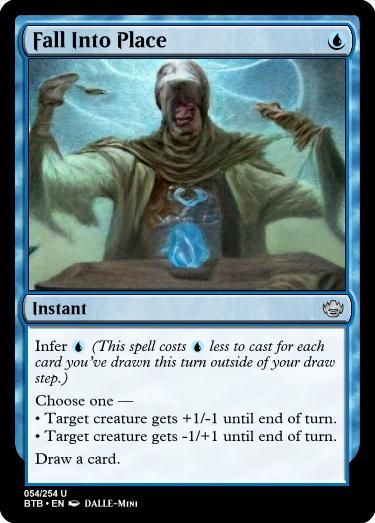 Fall Into Place
Instant
Infer (This spell costs less to cast for each
card you've drawn this turn outside of your draw
step.)
Choose one —
• Target creature gets +1/-1 until end of turn.
• Target creature gets -1/+1 until end of turn.
Draw a card.
054/254 U
BTB • EN DALLE-Mini